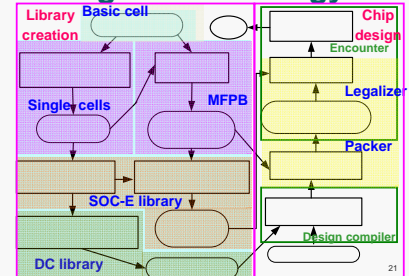 Library
creation
Basic cell
Chip
design
Encounter
Legalizer
Single cells
MFPB
Packer
SOC-E library
Design compiler
DC library
21